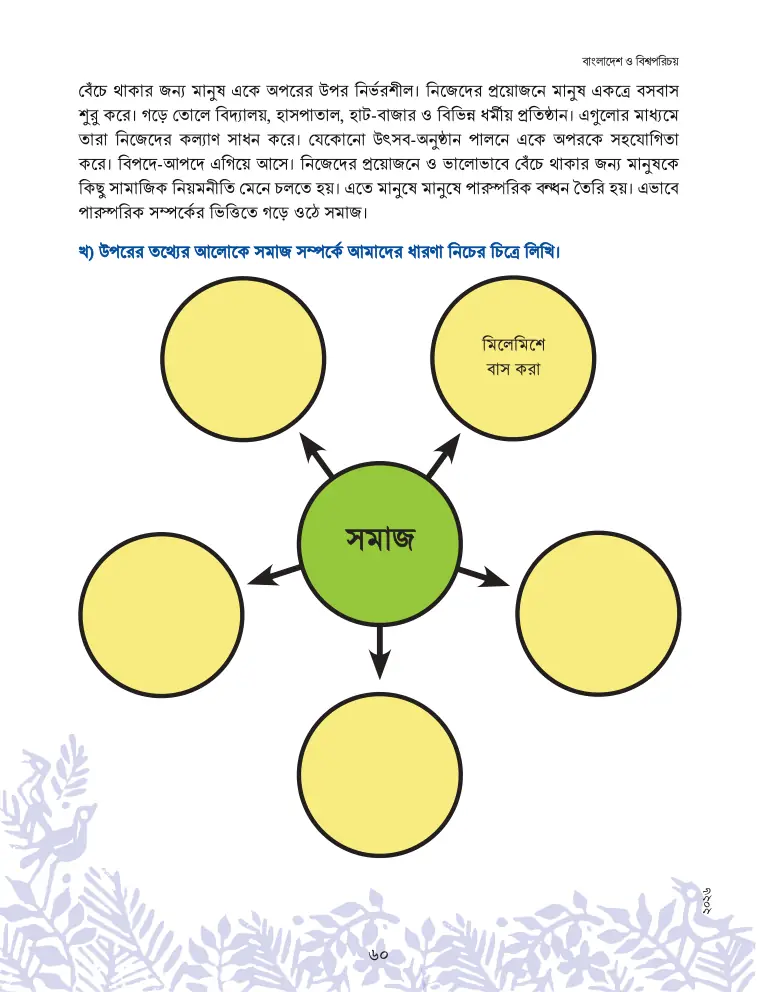 বাংলাদেশ ও বিশ্বপরিচয়
বেঁচে থাকার জন্য মানুষ একে অপরের উপর নির্ভরশীল। নিজেদের প্রয়োজনে মানুষ একত্রে বসবাস
শুরু করে। গড়ে তোলে বিদ্যালয়, হাসপাতাল, হাট-বাজার ও বিভিন্ন ধর্মীয় প্রতিষ্ঠান। এগুলোর মাধ্যমে
তারা নিজেদের কল্যাণ সাধন করে। যেকোনো উৎসব-অনুষ্ঠান পালনে একে অপরকে সহযোগিতা
করে। বিপদে-আপদে এগিয়ে আসে। নিজেদের প্রয়োজনে ও ভালোভাবে বেঁচে থাকার জন্য মানুষকে
কিছু সামাজিক নিয়মনীতি মেনে চলতে হয়। এতে মানুষে মানুষে পারস্পরিক বন্ধন তৈরি হয়। এভাবে
পারস্পরিক সম্পর্কের ভিত্তিতে গড়ে ওঠে সমাজ।
খ) উপরের তথ্যের আলোকে সমাজ সম্পর্কে আমাদের ধারণা নিচের চিত্রে লিখি।
মিলেমিশে
বাস করা
সমাজ
২০২৬
৬০